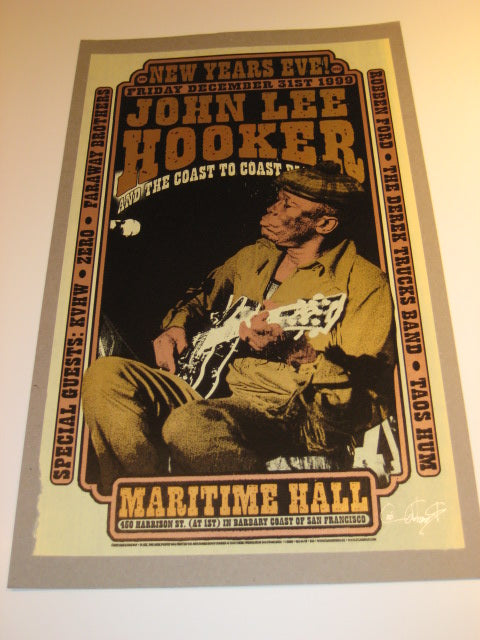 NEW YEARS EVE!
FRIDAY DECEMBER 31ST 1999
JOHN LEE
HOOKER
AND THE COAST TO COAST
SPECIAL GUESTS: KVHW • ZERO • FARAWAY BROTHERS
ROBBEN FORD • THE DEREK TRUCKS BAND • TAOS HUM
MARITIME HALL
450 HARRISON ST. (AT 1ST) IN BARBARY COAST OF SAN FRANCISCO